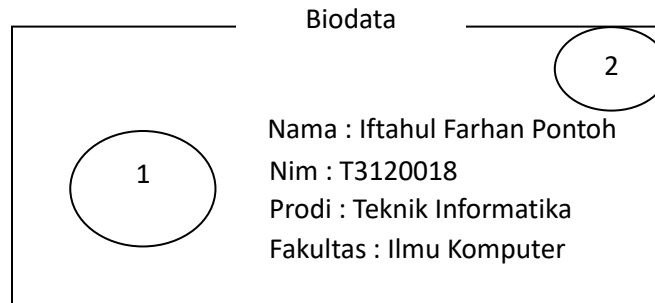 Biodata
2
Nama : Iftahul Farhan Pontoh
1
Nim : T3120018
Prodi : Teknik Informatika
Fakultas : Ilmu Komputer